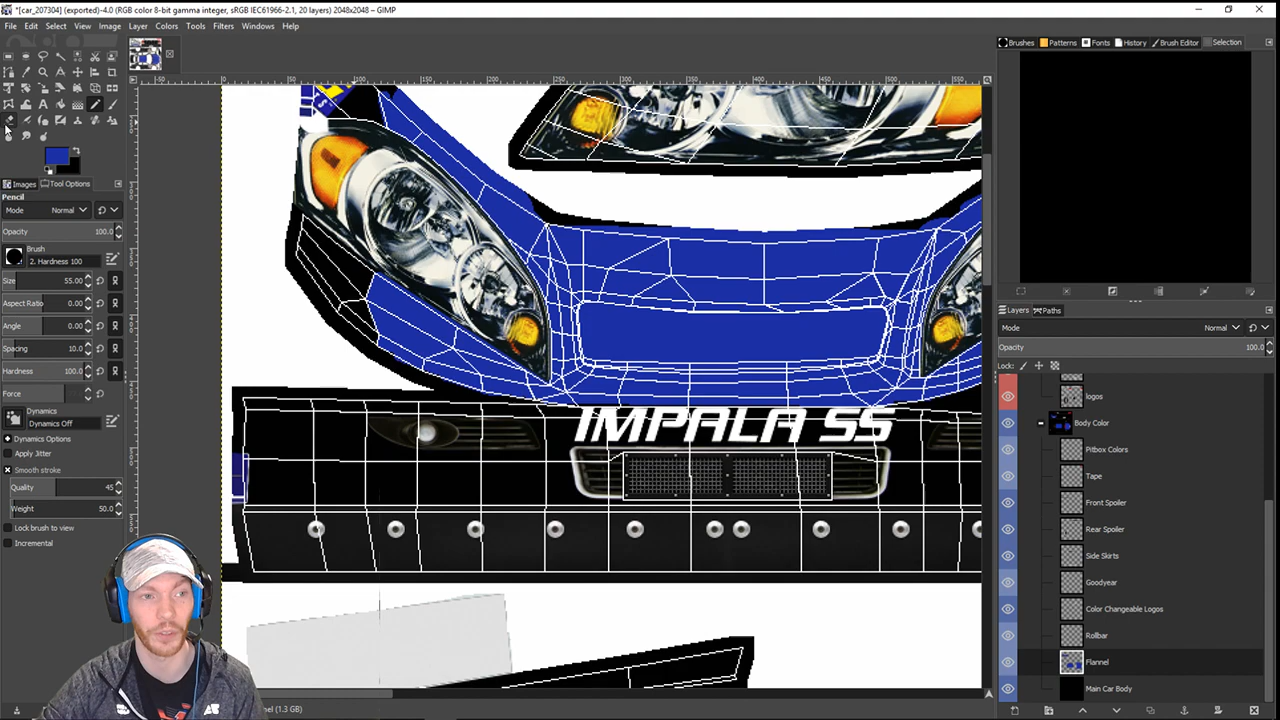 *[car_207304] (exported)-4.0 (RGB color 8-bit gamma integer, sRGB IEC61966-2.1, 20 layers) 2048x2048 – GIMP
File Edit Select View Image Layer Colors Tools Filters Windows Help
Brushes Patterns Fonts History Brush Editor Selection
Images Tool Options
Pencil
Mode Normal
Opacity 100.0
Brush
2. Hardness 100
Size 55.00
Aspect Ratio 0.00
Angle 0.00
Spacing 10.0
Hardness 100.0
Force
Dynamics
Dynamics Off
Dynamics Options
Apply Jitter
Smooth stroke
Quality 45
Weight 50.0
Lock brush to view
Incremental
IMPALA SS
Layers Paths
Mode Normal
Opacity 100.0
Lock:
logos
Body Color
Pitbox Colors
Tape
Front Spoiler
Rear Spoiler
Side Skirts
Goodyear
Color Changeable Logos
Rollbar
Flannel
Main Car Body
nel (1.3 GB)